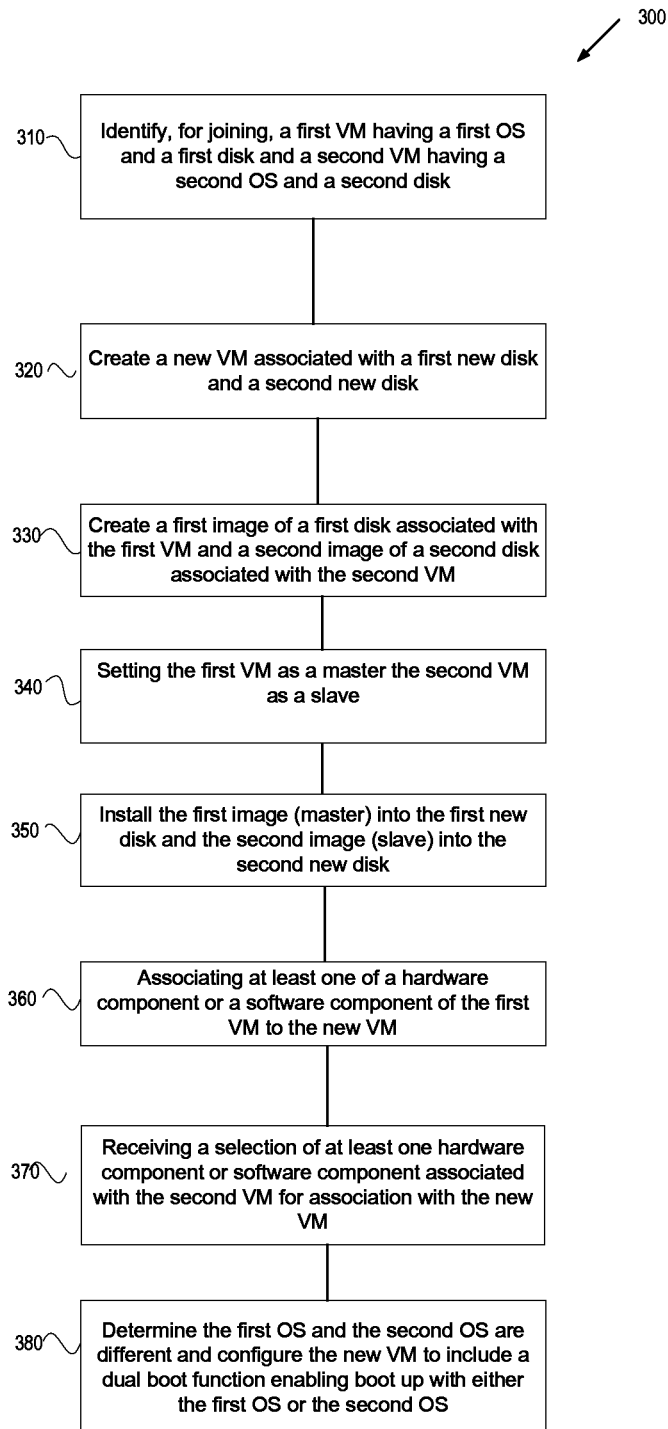 300
310
Identify, for joining, a first VM having a first OS
and a first disk and a second VM having a
second OS and a second disk
320
Create a new VM associated with a first new disk
and a second new disk
330
Create a first image of a first disk associated with
the first VM and a second image of a second disk
associated with the second VM
340
Setting the first VM as a master the second VM
as a slave
350
Install the first image (master) into the first new
disk and the second image (slave) into the
second new disk
360
Associating at least one of a hardware
component or a software component of the first
VM to the new VM
370
Receiving a selection of at least one hardware
component or software component associated
with the second VM for association with the new
VM
380
Determine the first OS and the second OS are
different and configure the new VM to include a
dual boot function enabling boot up with either
the first OS or the second OS